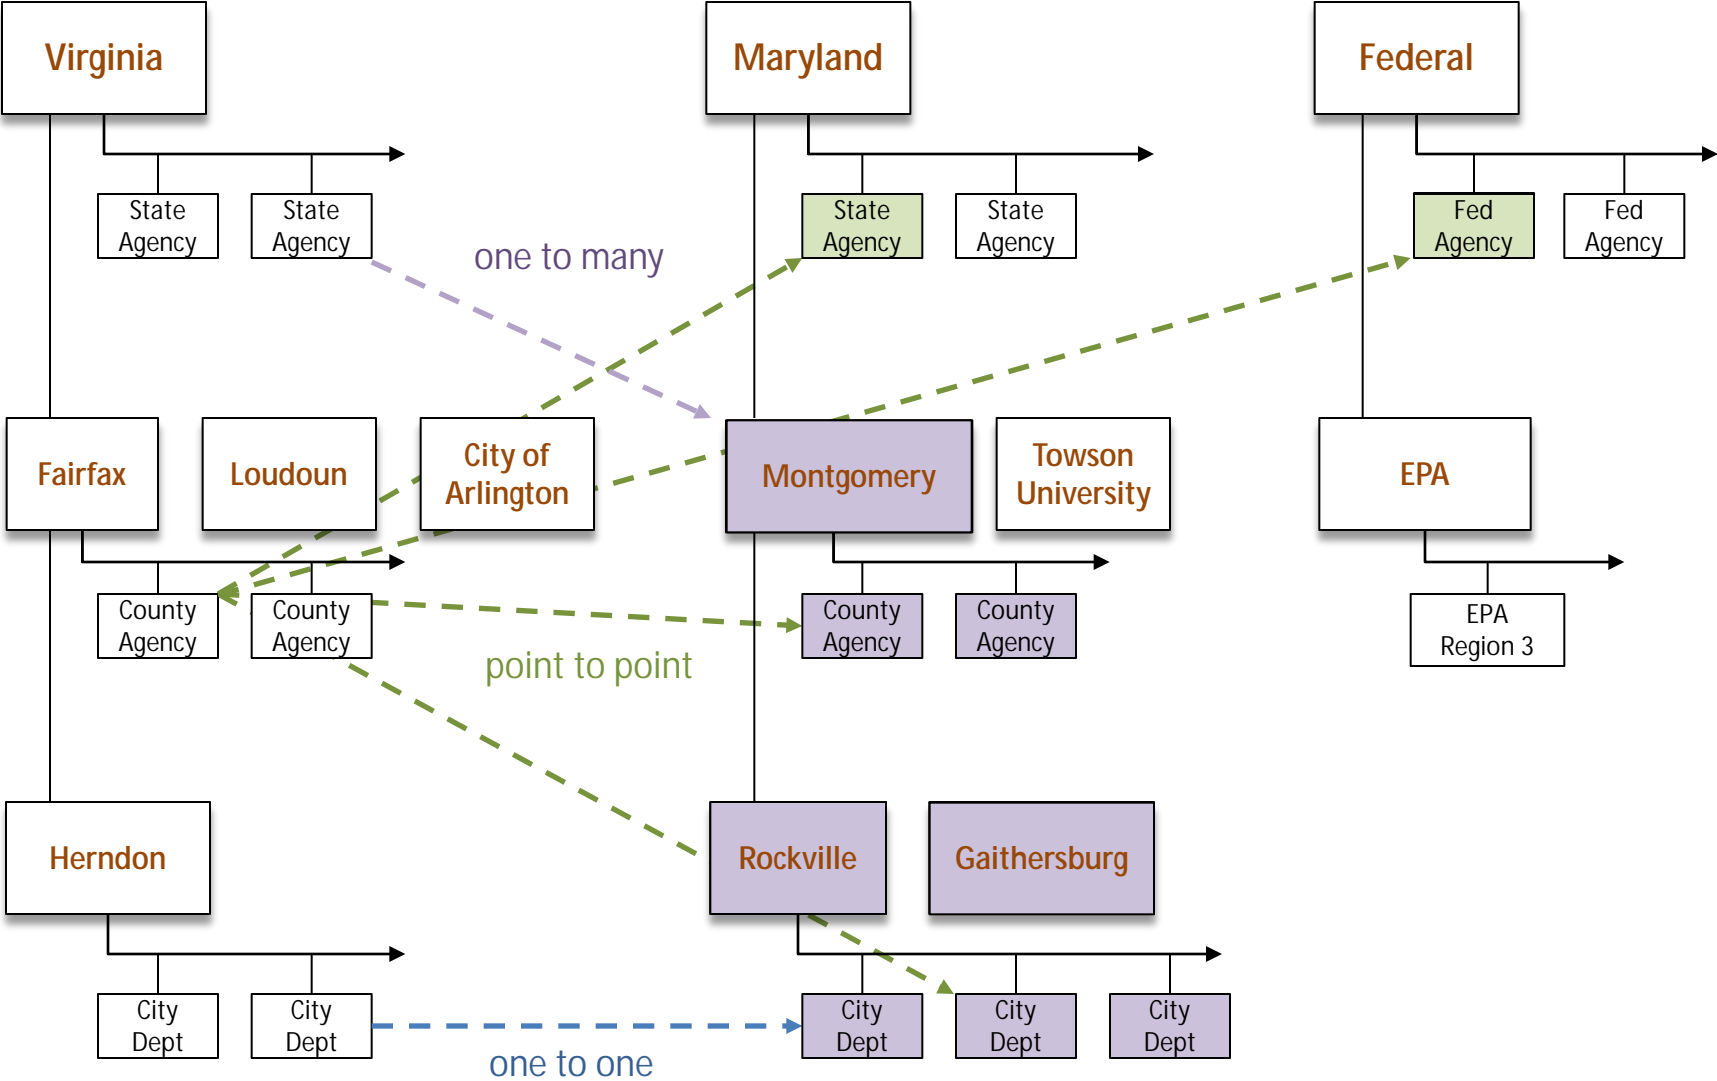 Virginia
Maryland
Federal
State
Agency
State
Agency
State
Agency
State
Agency
Fed
Agency
Fed
Agency
one to many
Fairfax
Loudoun
City of
Arlington
Montgomery
Towson
University
EPA
County
Agency
County
Agency
County
Agency
County
Agency
EPA
Region 3
point to point
Herndon
Rockville
Gaithersburg
City
Dept
City
Dept
City
Dept
City
Dept
City
Dept
one to one